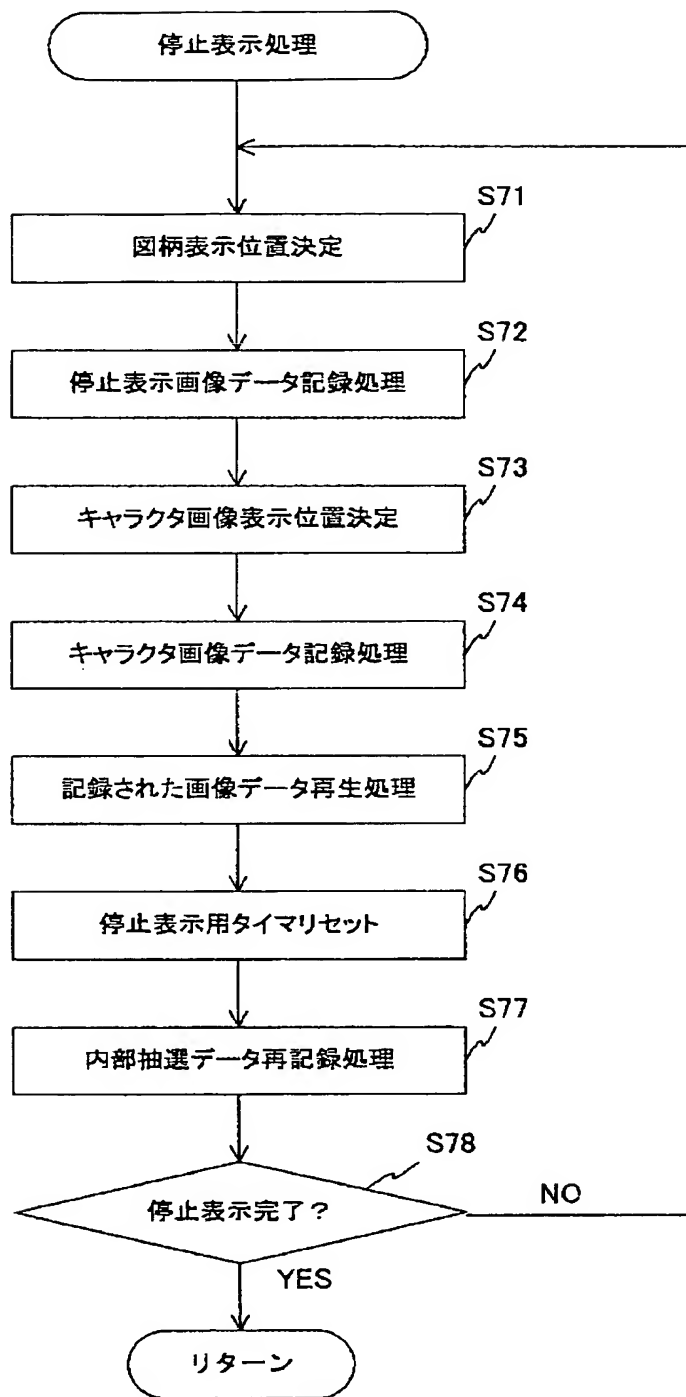 停止表示処理
S71
図柄表示位置決定
S72
停止表示画像データ記録処理
S73
キャラクタ画像表示位置決定
S74
キャラクタ画像データ記録処理
S75
記録された画像データ再生処理
S76
停止表示用タイマリセット
S77
内部抽選データ再記録処理
S78
停止表示完了?
NO
YES
リターン